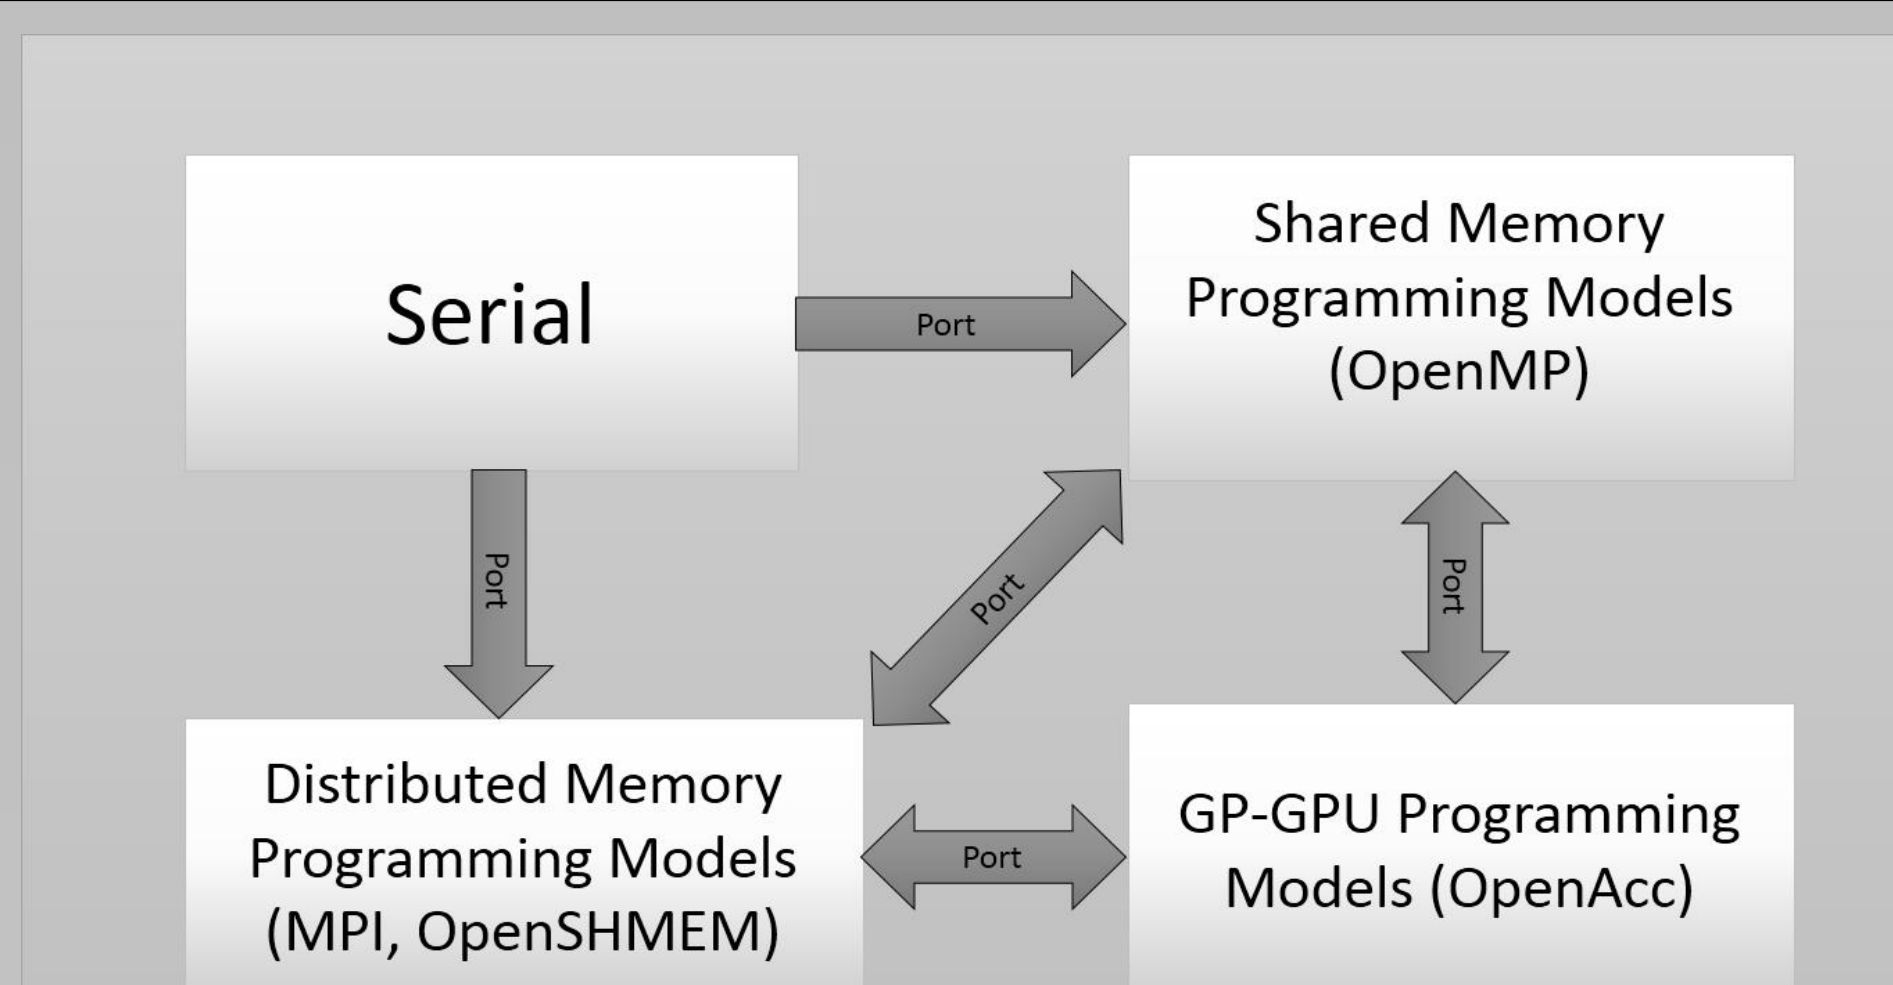 Serial
Port
Shared Memory
Programming Models
(OpenMP)
Port
Port
Port
Distributed Memory
Programming Models
(MPI, OpenSHMEM)
Port
GP-GPU Programming
Models (OpenAcc)